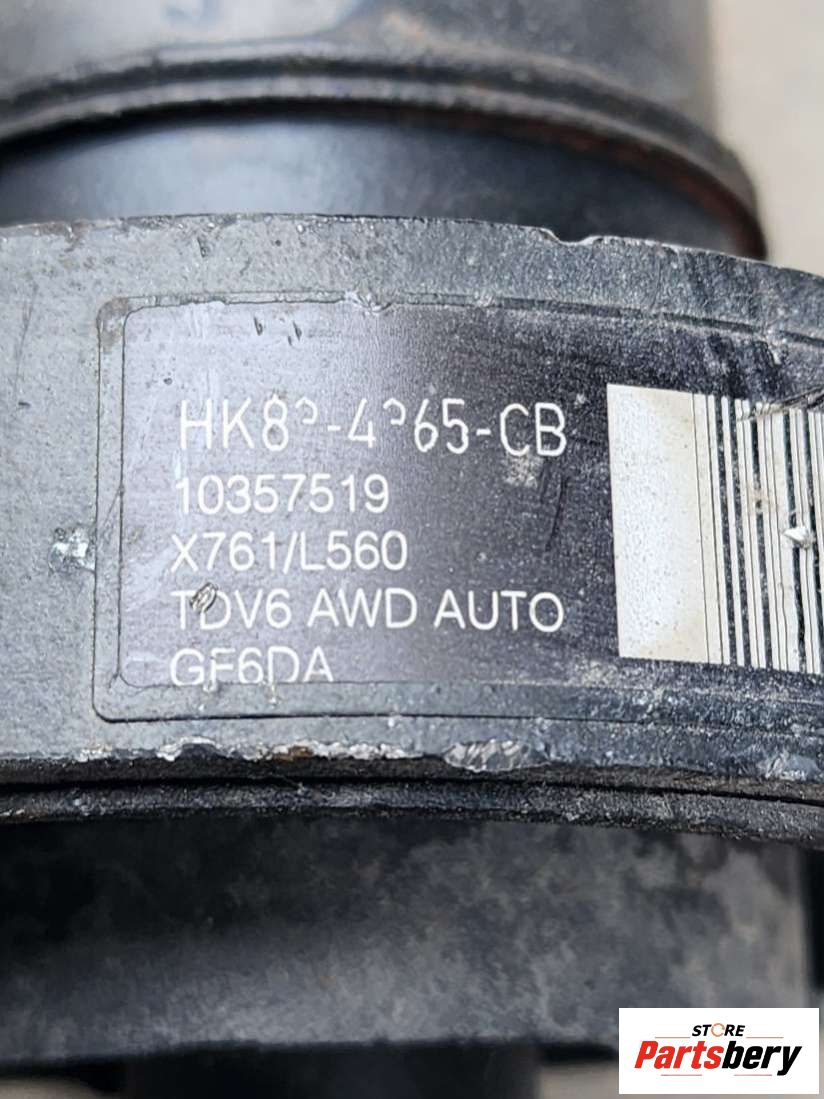 10357519
X761/L560
TDV6 AWD AUTO
GF6DA
STORE
Partsbery